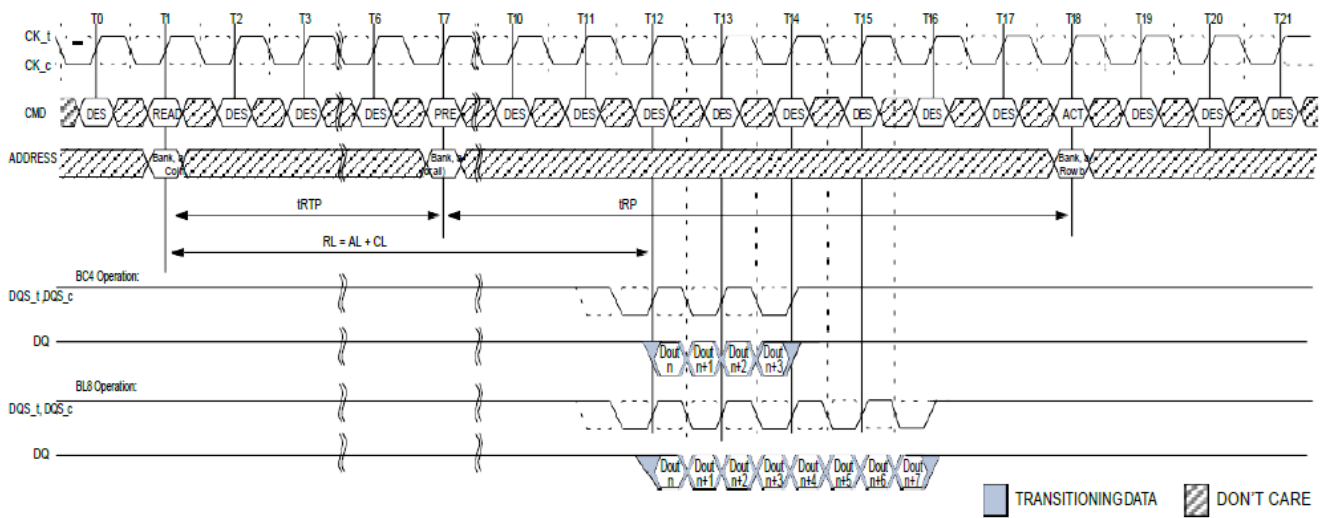 T0 T1 T2 T3 T6 T7 T10 T11 T12 T13 T14 T15 T16 T17 T18 T19 T20 T21
CK_t
CK_c
CMD DES READ DES DES DES PRE DES DES DES DES DES DES DES DES ACT DES DES DES
ADDRESS Bank, a Bank, a Bank, a
Col n or all) Row b
tRTP tRP
RL = AL + CL
BC4 Operation:
DQS_t,DQS_c
DQ
Dout Dout Dout Dout
n n+1 n+2 n+3
BL8 Operation:
DQS_t, DQS_c
DQ
Dout Dout Dout Dout Dout Dout Dout Dout
n n+1 n+2 n+3 n+4 n+5 n+6 n+7
TRANSITIONING DATA DON'T CARE